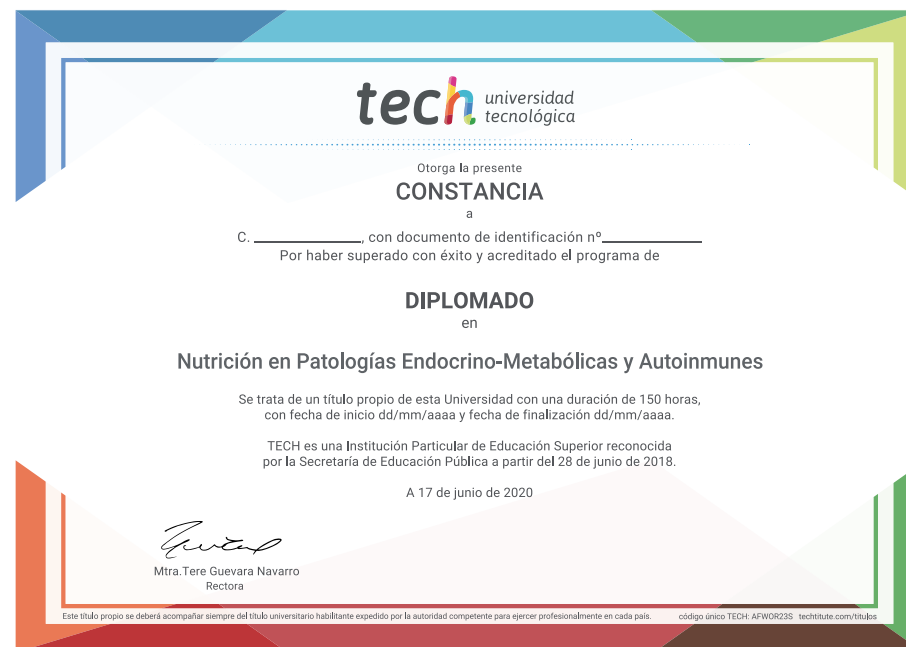 tech universidad
tecnológica
Otorga la presente
CONSTANCIA
a
C. ____________, con documento de identificación nº____________
Por haber superado con éxito y acreditado el programa de
DIPLOMADO
en
Nutrición en Patologías Endocrino-Metabólicas y Autoinmunes
Se trata de un título propio de esta Universidad con una duración de 150 horas,
con fecha de inicio dd/mm/aaaa y fecha de finalización dd/mm/aaaa.
TECH es una Institución Particular de Educación Superior reconocida
por la Secretaría de Educación Pública a partir del 28 de junio de 2018.
A 17 de junio de 2020
Mtra.Tere Guevara Navarro
Rectora
Este título propio se deberá acompañar siempre del título universitario habilitante expedido por la autoridad competente para ejercer profesionalmente en cada país. código único TECH: AFWOR23S techtitute.com/titulos